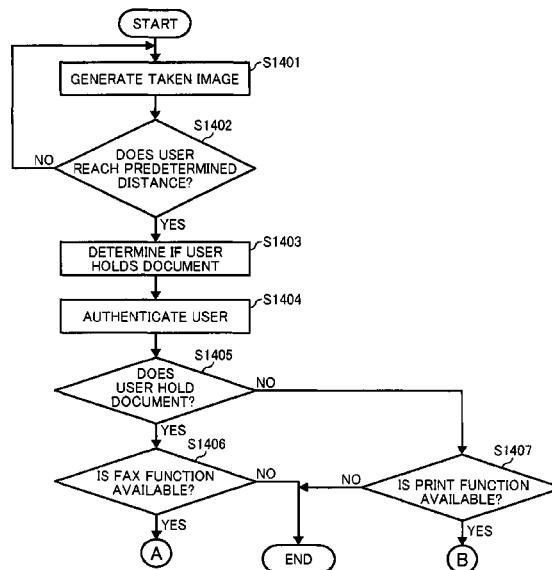 START
S1401
GENERATE TAKEN IMAGE
S1402
DOES USER
REACH PREDETERMINED
DISTANCE?
NO
YES
S1403
DETERMINE IF USER
HOLDS DOCUMENT
S1404
AUTHENTICATE USER
S1405
DOES
USER HOLD
DOCUMENT?
NO
YES
S1406
IS FAX FUNCTION
AVAILABLE?
NO
YES
S1407
NO
IS PRINT FUNCTION
AVAILABLE?
YES
A
END
B